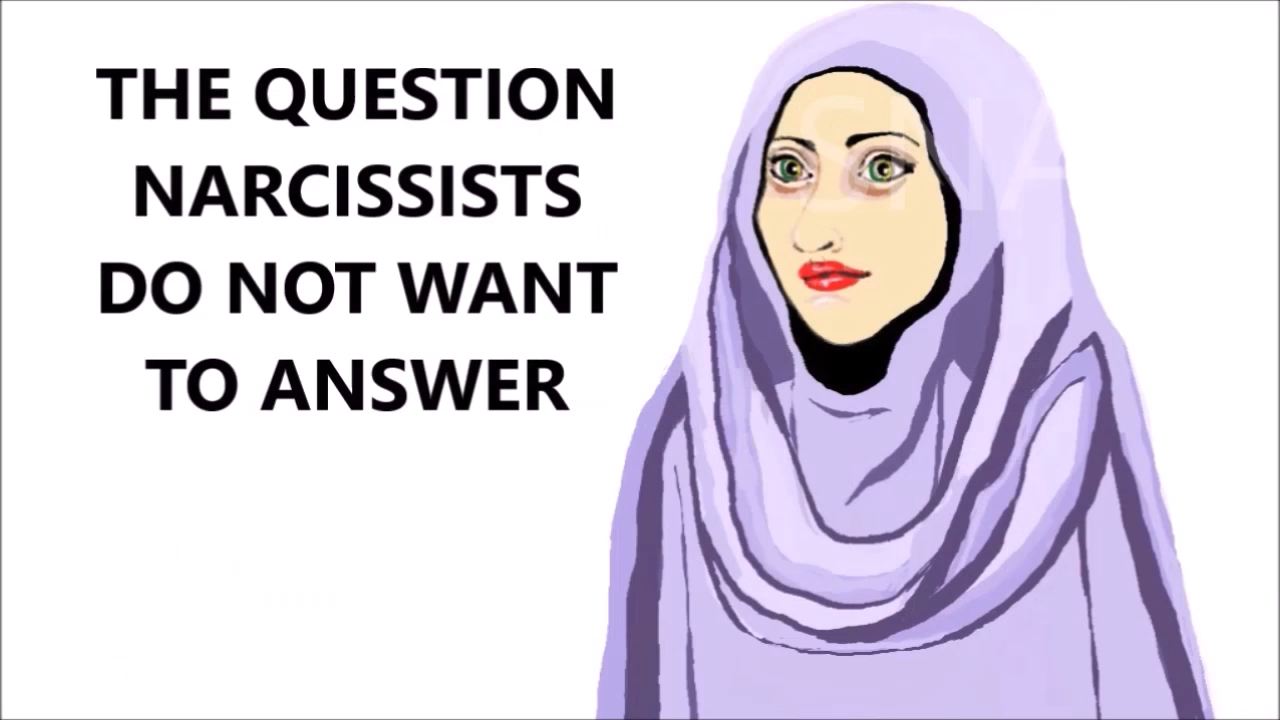 THE QUESTION
NARCISSISTS
DO NOT WANT
TO ANSWER